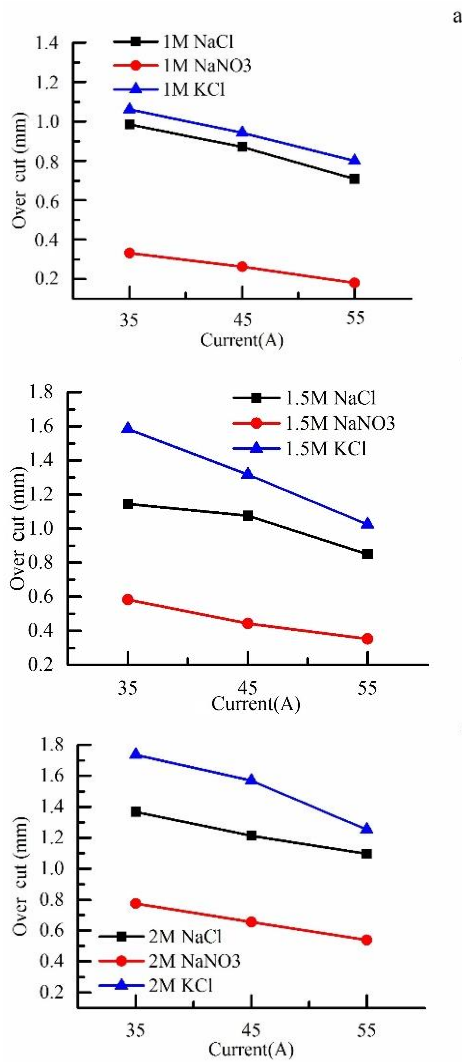 a
1M NaCl
1M NaNO3
1M KCl
Over cut (mm)
1.4
1.2
1.0
0.8
0.6
0.4
0.2
35 45 55
Current(A)
1.5M NaCl
1.5M NaNO3
1.5M KCl
Over cut (mm)
1.8
1.6
1.4
1.2
1.0
0.8
0.6
0.4
0.2
35 45 55
Current(A)
Over cut (mm)
1.8
1.6
1.4
1.2
1.0
0.8
0.6
0.4
0.2
2M NaCl
2M NaNO3
2M KCl
35 45 55
Current(A)